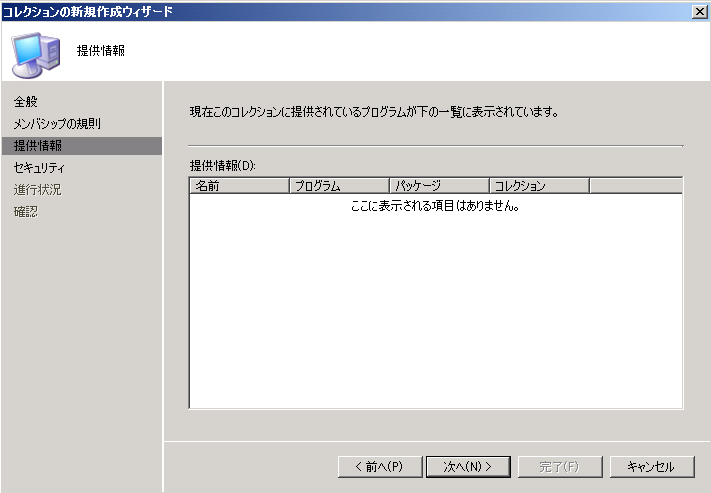 コレクションの新規作成ウィザード
提供情報
全般
メンバシップの規則
提供情報
セキュリティ
進行状況
確認
現在このコレクションに提供されているプログラムが下の一覧に表示されています。
提供情報(D):
名前 プログラム パッケージ コレクション
ここに表示される項目はありません。
< 前へ(P) 次へ(N) > 完了(F) キャンセル